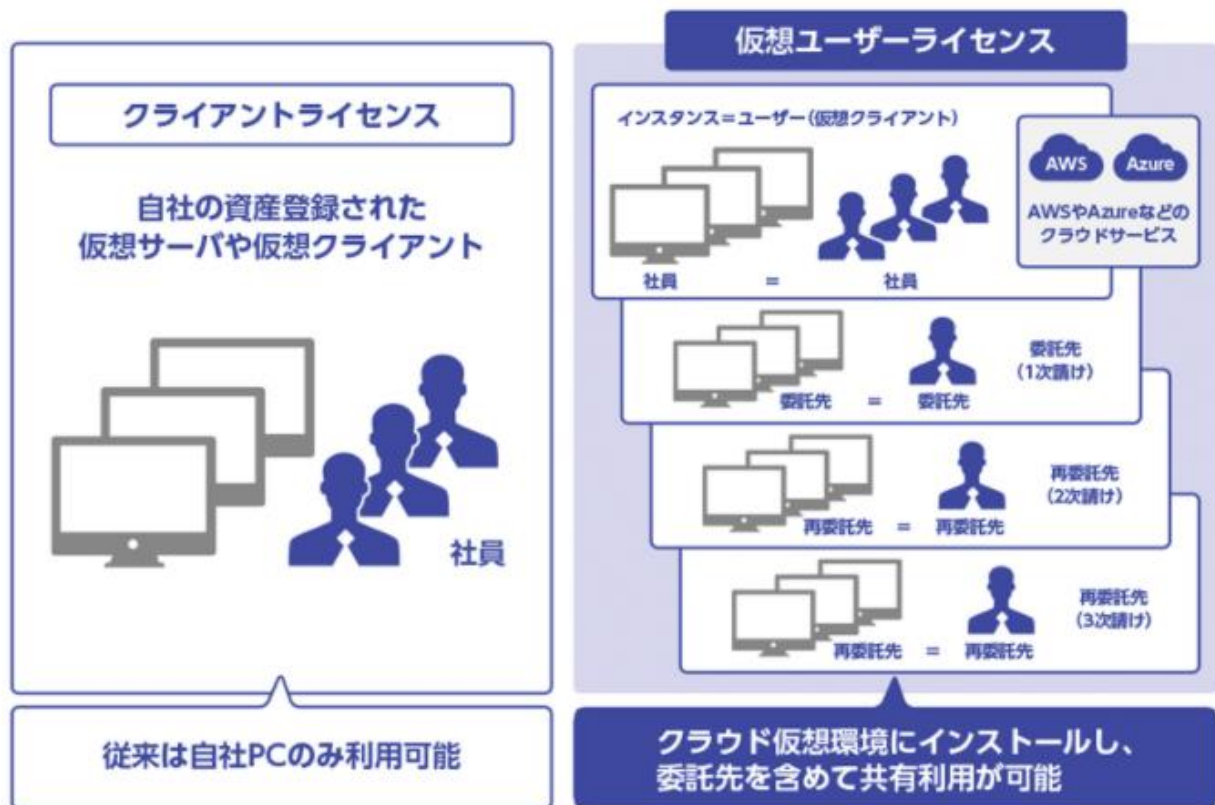 クライアントライセンス
自社の資産登録された
仮想サーバや仮想クライアント
社員
従来は自社PCのみ利用可能
仮想ユーザーライセンス
インスタンス＝ユーザー(仮想クライアント)
AWS Azure
AWSやAzureなどの
クラウドサービス
社員 = 社員
委託先
(1次請け)
委託先 = 委託先
再委託先
(2次請け)
再委託先 = 再委託先
再委託先
(3次請け)
再委託先 = 再委託先
クラウド仮想環境にインストールし、
委託先を含めて共有利用が可能